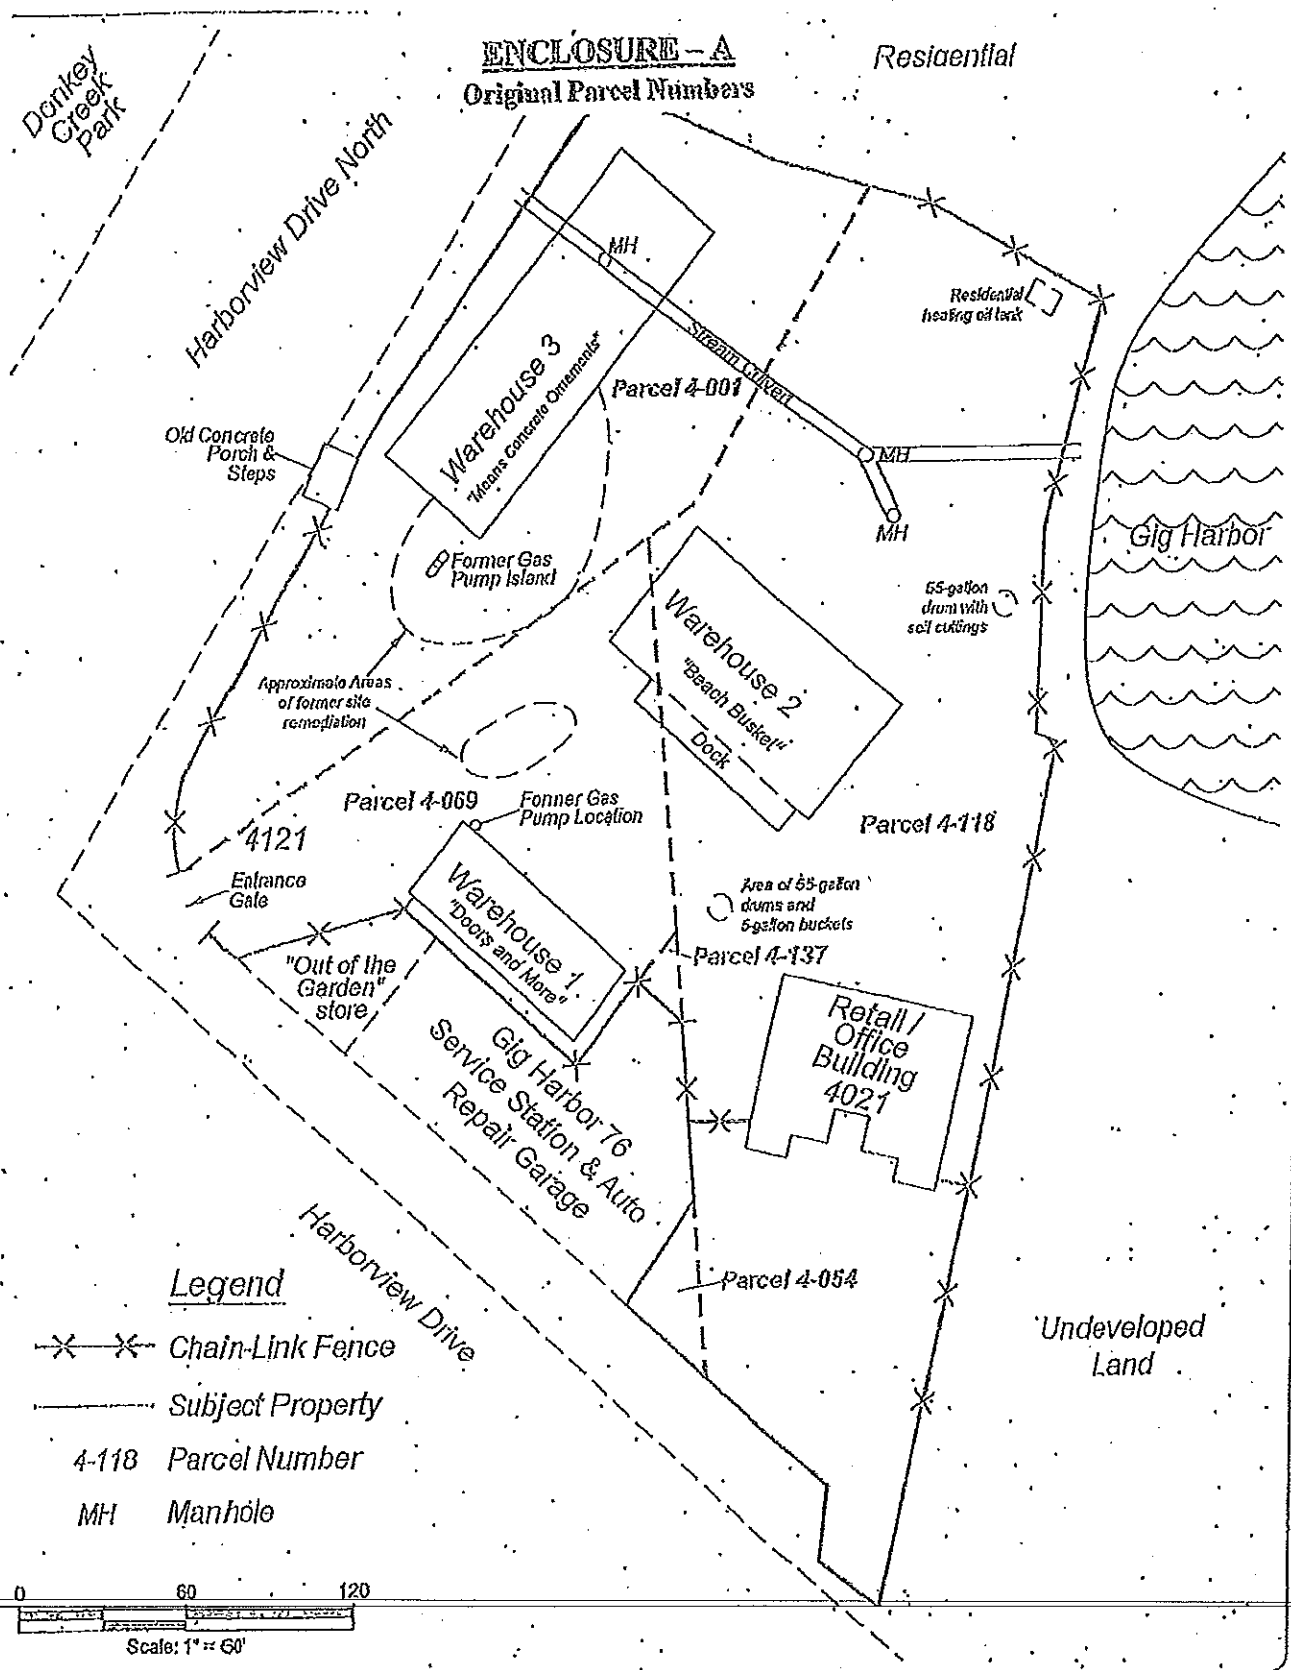 ENCLOSURE – A
Original Parcel Numbers
Residential
Donkey
Creek
Park
Harborview Drive North
MH
Residential
heating oil tank
Stream Culvert
Warehouse 3
"Means Concrete Ornaments"
Parcel 4-001
Old Concrete
Porch &
Steps
MH
MH
Gig Harbor
Former Gas
Pump Island
55-gallon
drum with
soil cuttings
Warehouse 2
"Beach Busket"
Dock
Approximate Areas
of former site
remediation
Parcel 4-069
Former Gas
Pump Location
Parcel 4-118
4121
Entrance
Gate
Warehouse 1
"Doors and More"
Area of 55-gallon
drums and
5-gallon buckets
Parcel 4-137
"Out of the
Garden"
store
Gig Harbor 76
Service Station & Auto
Repair Garage
Retail /
Office
Building
4021
Harborview Drive
Parcel 4-054
Undeveloped
Land
Legend
Chain-Link Fence
Subject Property
4-118 Parcel Number
MH Manhole
0 60 120
Scale: 1" = 60'